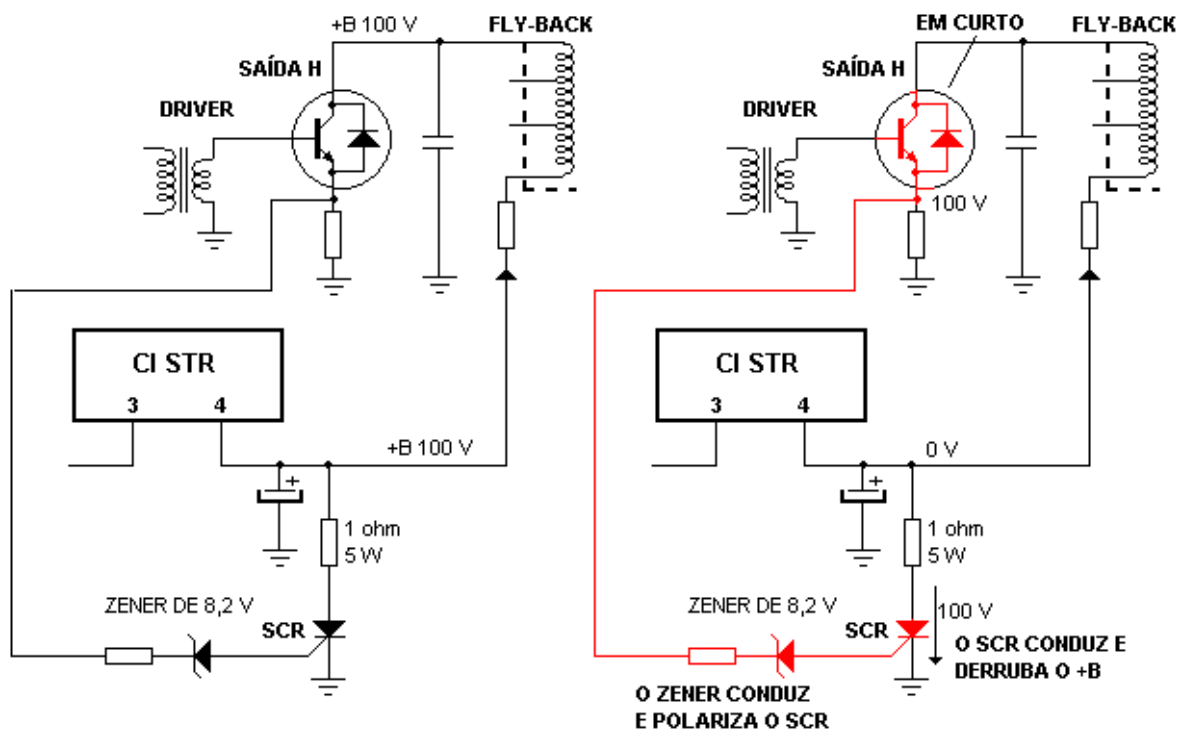 +B 100 V
FLY-BACK
SAÍDA H
DRIVER
CI STR
3 4
+B 100 V
1 ohm
5 W
ZENER DE 8,2 V
SCR
EM CURTO
FLY-BACK
SAÍDA H
DRIVER
100 V
CI STR
3 4
0 V
1 ohm
5 W
ZENER DE 8,2 V
SCR
100 V
O SCR CONDUZ E
DERRUBA O +B
O ZENER CONDUZ
E POLARIZA O SCR
+
+